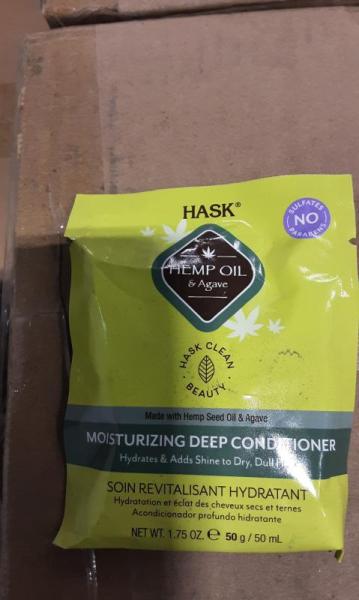 HASK®
SULFATES
NO
PARABENS
HEMP OIL
& Agave
HASK CLEAN
BEAUTY
Made with Hemp Seed Oil & Agave
MOISTURIZING DEEP CONDITIONER
Hydrates & Adds Shine to Dry, Dull
SOIN REVITALISANT HYDRATANT
Hydratation et éclat des cheveux secs et ternes
Acondicionador profundo hidratante
NET WT. 1.75 OZ. ℮ 50 g / 50 mL